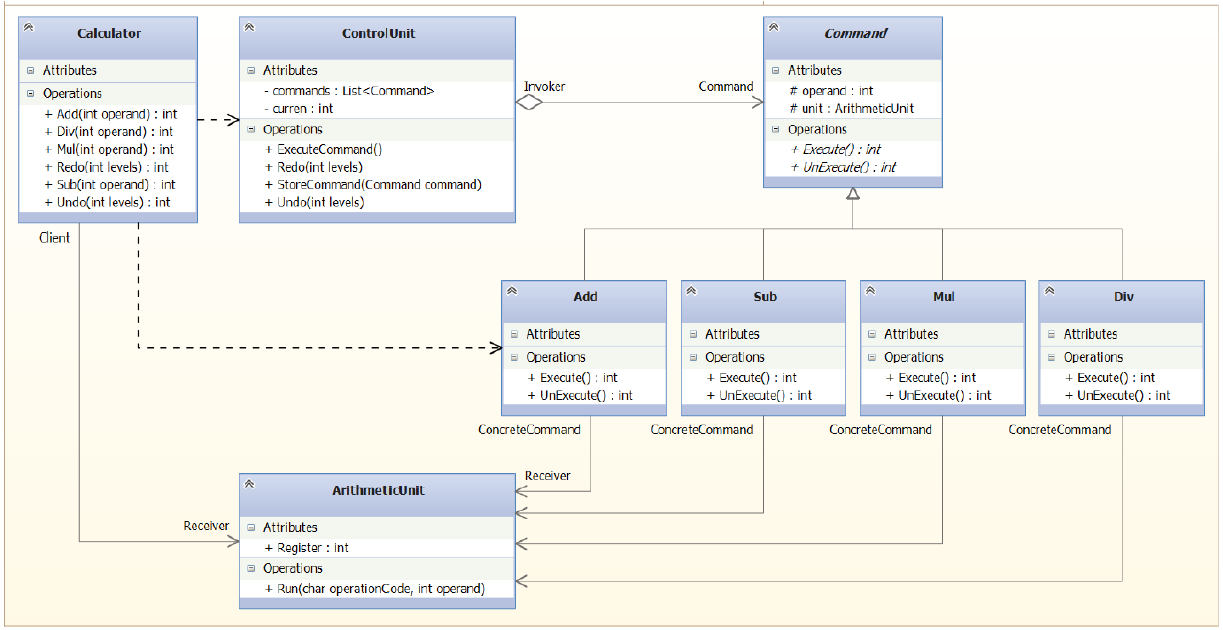 Calculator
Attributes
Operations
+ Add(int operand) : int
+ Div(int operand) : int
+ Mul(int operand) : int
+ Redo(int levels) : int
+ Sub(int operand) : int
+ Undo(int levels) : int
ControlUnit
Attributes
- commands : List<Command>
- curren : int
Operations
+ ExecuteCommand()
+ Redo(int levels)
+ StoreCommand(Command command)
+ Undo(int levels)
Invoker
Command
Command
Attributes
# operand : int
# unit : ArithmeticUnit
Operations
+ Execute() : int
+ UnExecute() : int
Client
Add
Attributes
Operations
+ Execute() : int
+ UnExecute() : int
ConcreteCommand
Sub
Attributes
Operations
+ Execute() : int
+ UnExecute() : int
ConcreteCommand
Mul
Attributes
Operations
+ Execute() : int
+ UnExecute() : int
ConcreteCommand
Div
Attributes
Operations
+ Execute() : int
+ UnExecute() : int
ConcreteCommand
Receiver
Receiver
ArithmeticUnit
Attributes
+ Register : int
Operations
+ Run(char operationCode, int operand)